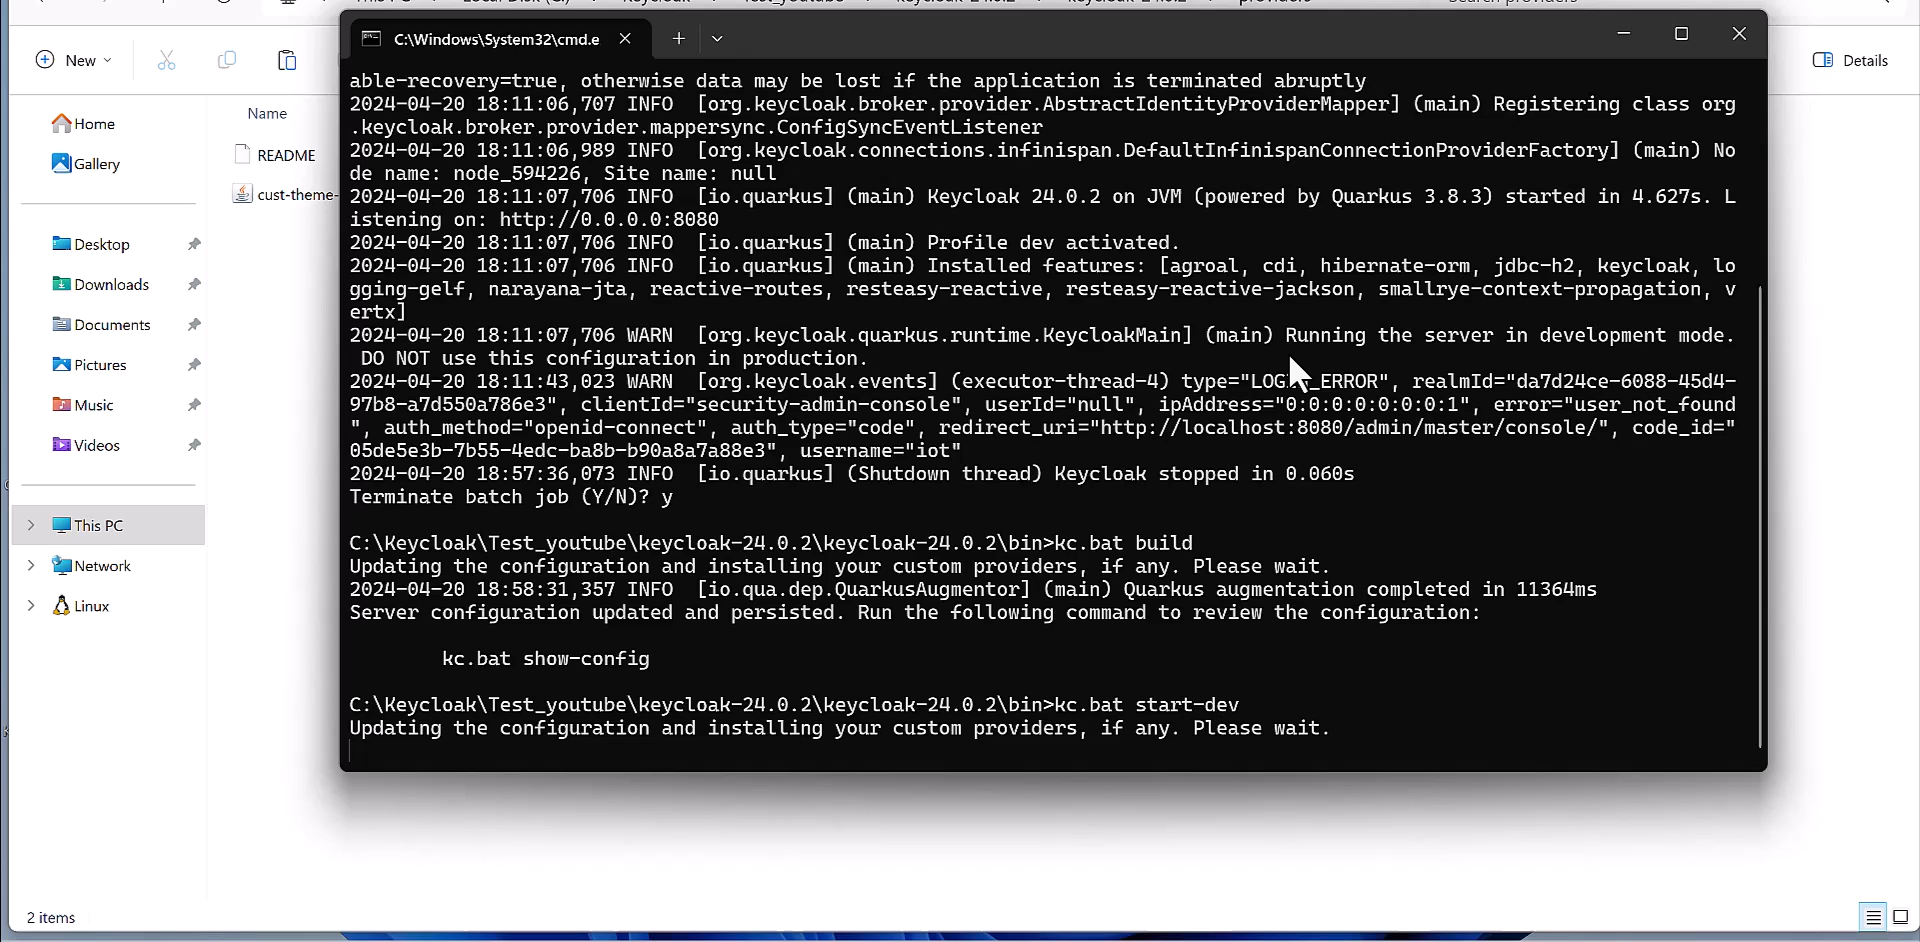 New
Details
Name
Home
Gallery
README
cust-theme-
Desktop
Downloads
Documents
Pictures
Music
Videos
This PC
Network
Linux
2 items
C:\Windows\System32\cmd.e
able-recovery=true, otherwise data may be lost if the application is terminated abruptly
2024-04-20 18:11:06,707 INFO  [org.keycloak.broker.provider.AbstractIdentityProviderMapper] (main) Registering class org
.keycloak.broker.provider.mappersync.ConfigSyncEventListener
2024-04-20 18:11:06,989 INFO  [org.keycloak.connections.infinispan.DefaultInfinispanConnectionProviderFactory] (main) No
de name: node_594226, Site name: null
2024-04-20 18:11:07,706 INFO  [io.quarkus] (main) Keycloak 24.0.2 on JVM (powered by Quarkus 3.8.3) started in 4.627s. L
istening on: http://0.0.0.0:8080
2024-04-20 18:11:07,706 INFO  [io.quarkus] (main) Profile dev activated.
2024-04-20 18:11:07,706 INFO  [io.quarkus] (main) Installed features: [agroal, cdi, hibernate-orm, jdbc-h2, keycloak, lo
gging-gelf, narayana-jta, reactive-routes, resteasy-reactive, resteasy-reactive-jackson, smallrye-context-propagation, v
ertx]
2024-04-20 18:11:07,706 WARN  [org.keycloak.quarkus.runtime.KeycloakMain] (main) Running the server in development mode.
 DO NOT use this configuration in production.
2024-04-20 18:11:43,023 WARN  [org.keycloak.events] (executor-thread-4) type="LOGIN_ERROR", realmId="da7d24ce-6088-45d4-
97b8-a7d550a786e3", clientId="security-admin-console", userId="null", ipAddress="0:0:0:0:0:0:0:1", error="user_not_found
", auth_method="openid-connect", auth_type="code", redirect_uri="http://localhost:8080/admin/master/console/", code_id="
05de5e3b-7b55-4edc-ba8b-b90a8a7a88e3", username="iot"
2024-04-20 18:57:36,073 INFO  [io.quarkus] (Shutdown thread) Keycloak stopped in 0.060s
Terminate batch job (Y/N)? y
C:\Keycloak\Test_youtube\keycloak-24.0.2\keycloak-24.0.2\bin>kc.bat build
Updating the configuration and installing your custom providers, if any. Please wait.
2024-04-20 18:58:31,357 INFO  [io.qua.dep.QuarkusAugmentor] (main) Quarkus augmentation completed in 11364ms
Server configuration updated and persisted. Run the following command to review the configuration:
kc.bat show-config
C:\Keycloak\Test_youtube\keycloak-24.0.2\keycloak-24.0.2\bin>kc.bat start-dev
Updating the configuration and installing your custom providers, if any. Please wait.